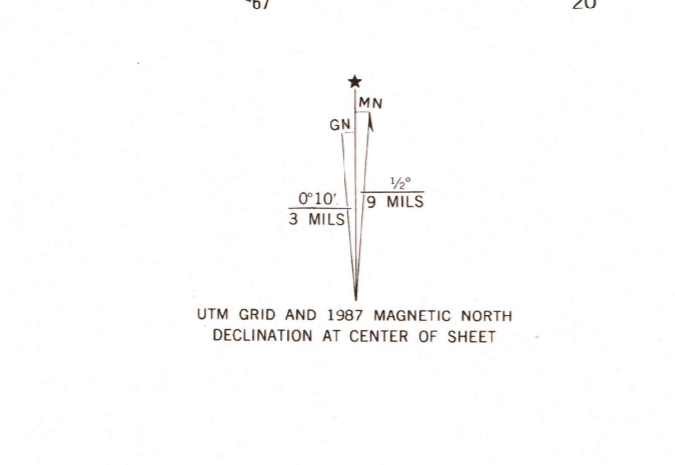 ⁴67 20
★
MN
GN
½°
0°10'
9 MILS
3 MILS
UTM GRID AND 1987 MAGNETIC NORTH
DECLINATION AT CENTER OF SHEET